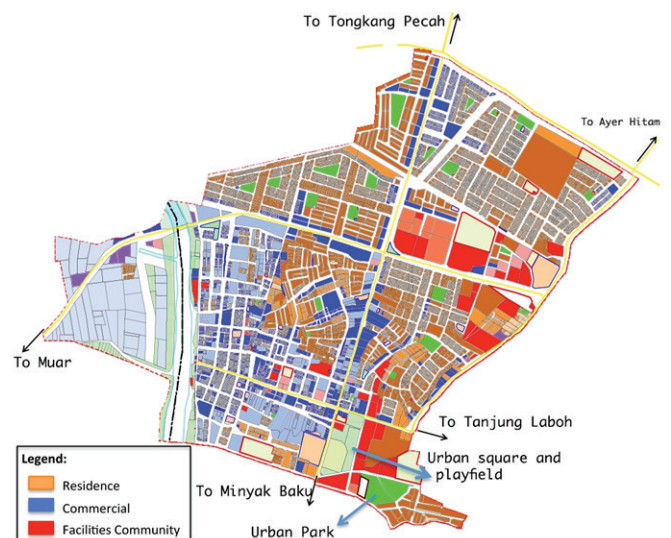 To Tongkang Pecah
To Ayer Hitam
To Muar
To Tanjung Laboh
Urban square and
playfield
To Minyak Baku
Urban Park
Legend:
Residence
Commercial
Facilities Community